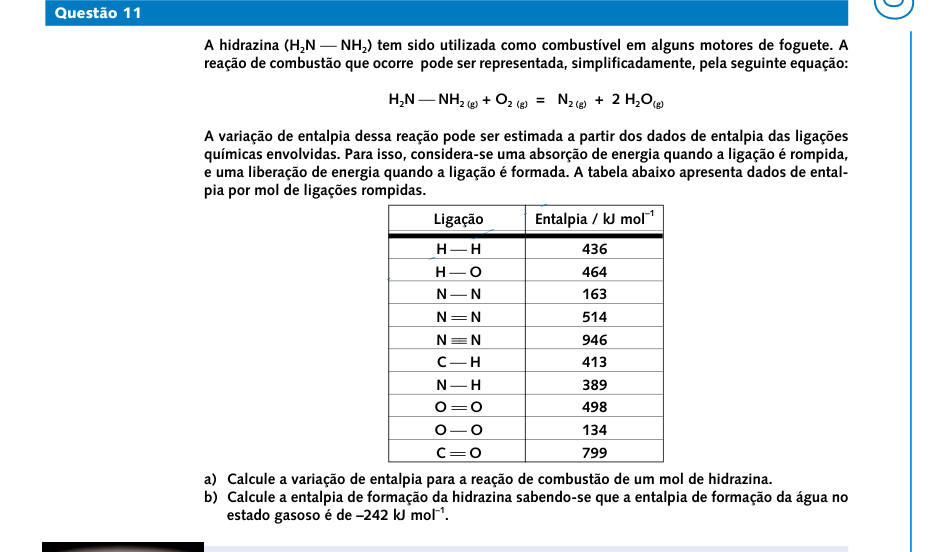 Questão 11
A hidrazina (H₂N — NH₂) tem sido utilizada como combustível em alguns motores de foguete. A
reação de combustão que ocorre pode ser representada, simplificadamente, pela seguinte equação:
H₂N — NH₂ (g) + O₂ (g) = N₂ (g) + 2 H₂O(g)
A variação de entalpia dessa reação pode ser estimada a partir dos dados de entalpia das ligações
químicas envolvidas. Para isso, considera-se uma absorção de energia quando a ligação é rompida,
e uma liberação de energia quando a ligação é formada. A tabela abaixo apresenta dados de ental-
pia por mol de ligações rompidas.
Ligação Entalpia / kJ mol⁻¹
H — H 436
H — O 464
N — N 163
N = N 514
N ≡ N 946
C — H 413
N — H 389
O = O 498
O — O 134
C = O 799
a) Calcule a variação de entalpia para a reação de combustão de um mol de hidrazina.
b) Calcule a entalpia de formação da hidrazina sabendo-se que a entalpia de formação da água no
estado gasoso é de –242 kJ mol⁻¹.